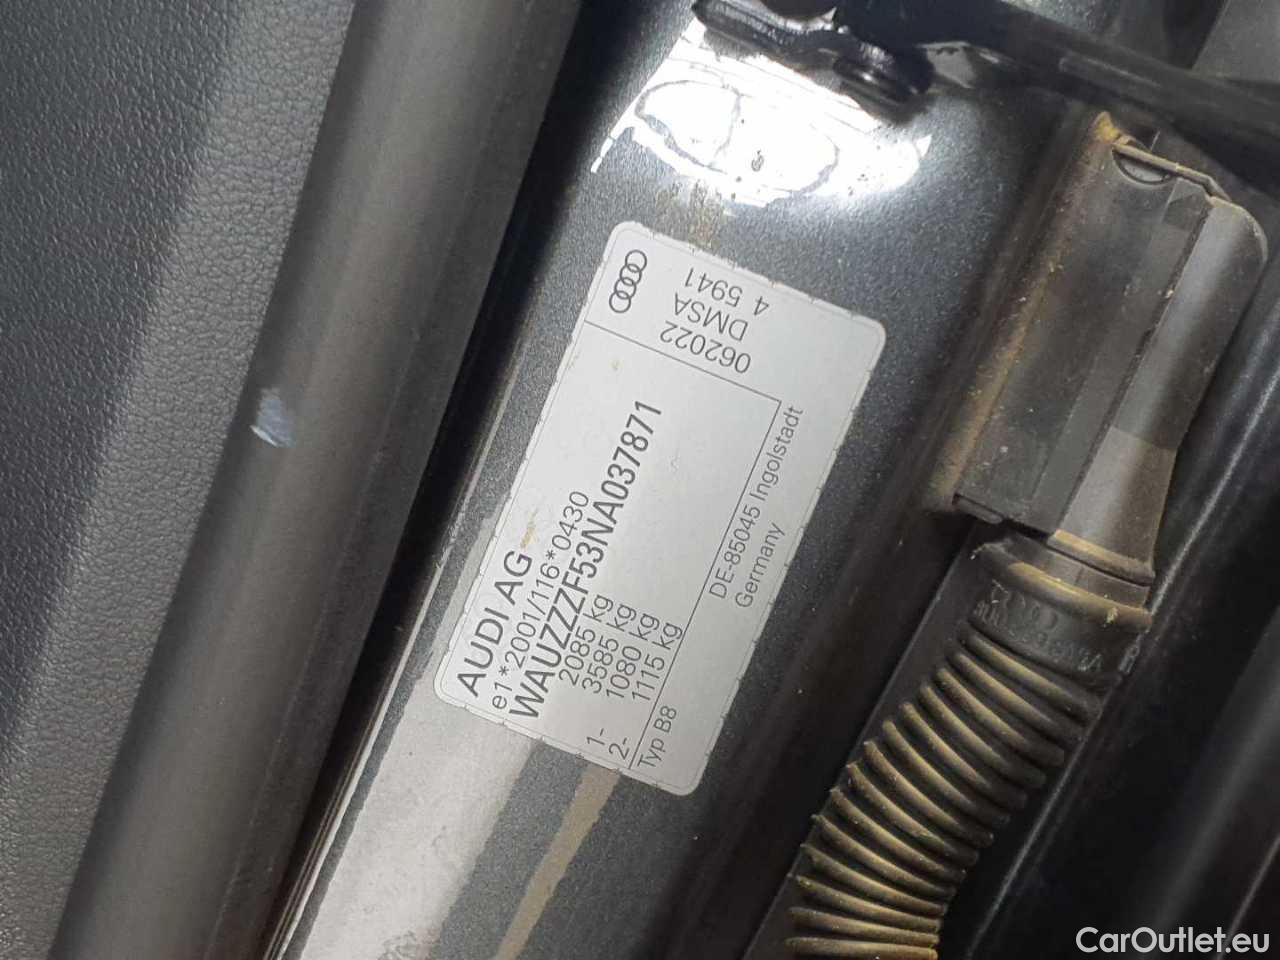 AUDI AG
e1*2001/116*0430
WAUZZZF53NA037871
2085 kg
3585 kg
1- 1080 kg
2- 1115 kg
Typ B8
062022
DMSA
4 5941
DE-85045 Ingolstadt
Germany
CarOutlet.eu